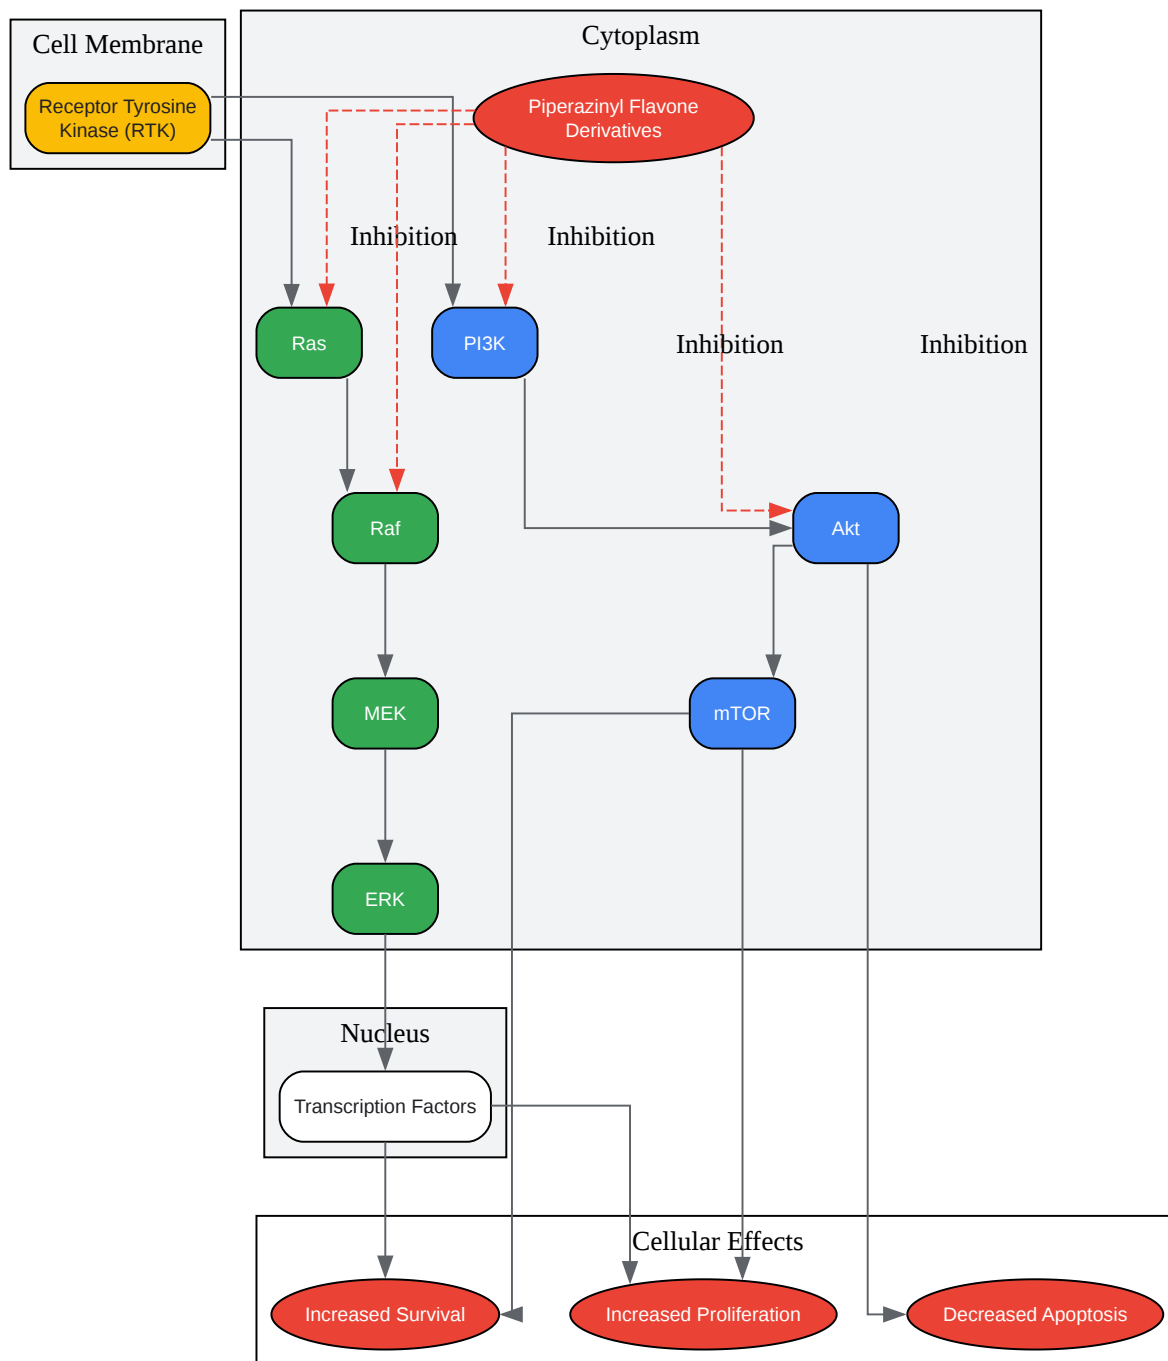 Cell Membrane
Cytoplasm
Receptor Tyrosine
Kinase (RTK)
Piperazinyl Flavone
Derivatives
Inhibition
Inhibition
Ras
PI3K
Inhibition
Inhibition
Raf
Akt
MEK
mTOR
ERK
Nucleus
Transcription Factors
Cellular Effects
Increased Survival
Increased Proliferation
Decreased Apoptosis